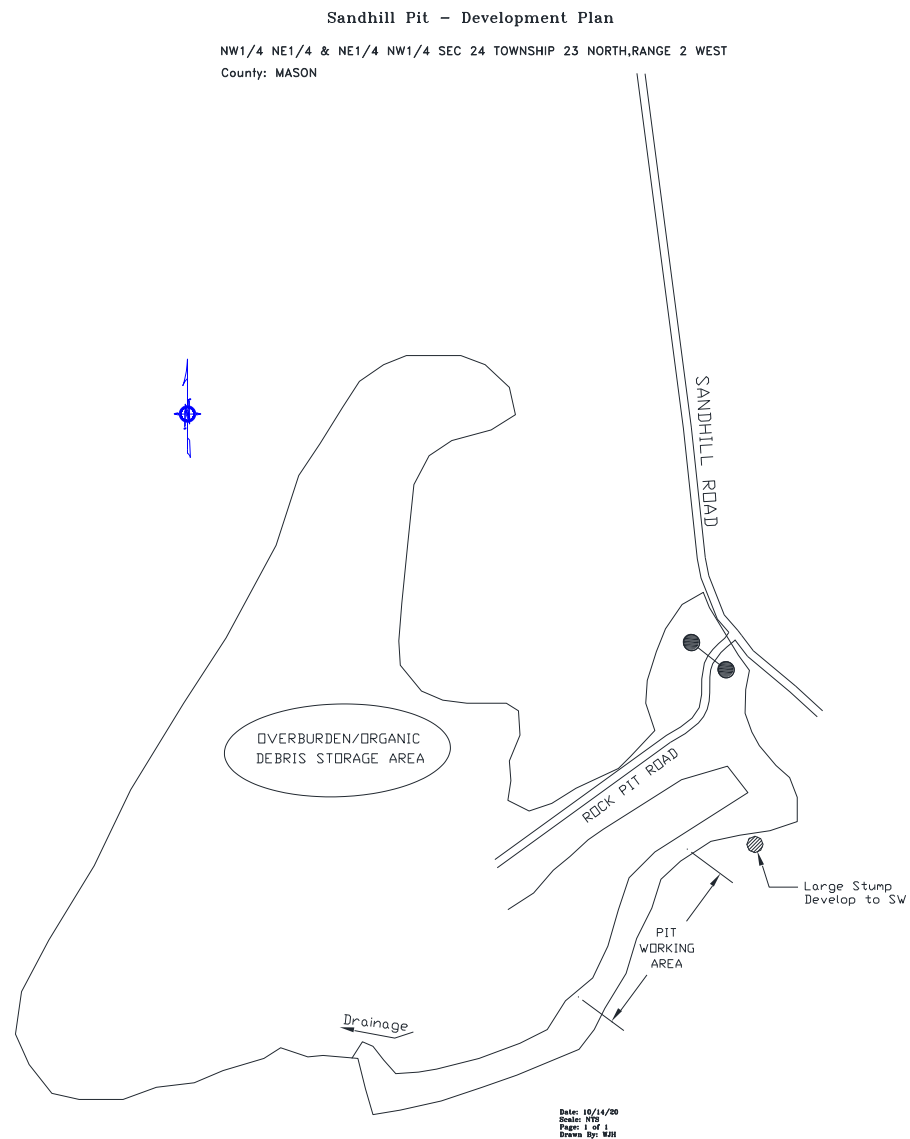 Sandhill Pit - Development Plan
NW1/4 NE1/4 & NE1/4 NW1/4 SEC 24 TOWNSHIP 23 NORTH,RANGE 2 WEST
County: MASON
SANDHILL ROAD
OVERBURDEN/ORGANIC
DEBRIS STORAGE AREA
ROCK PIT ROAD
Large Stump
Develop to SW
PIT
WORKING
AREA
Drainage
Date: 10/14/20
Scale: NTS
Page: 1 of 1
Drawn By: WJH